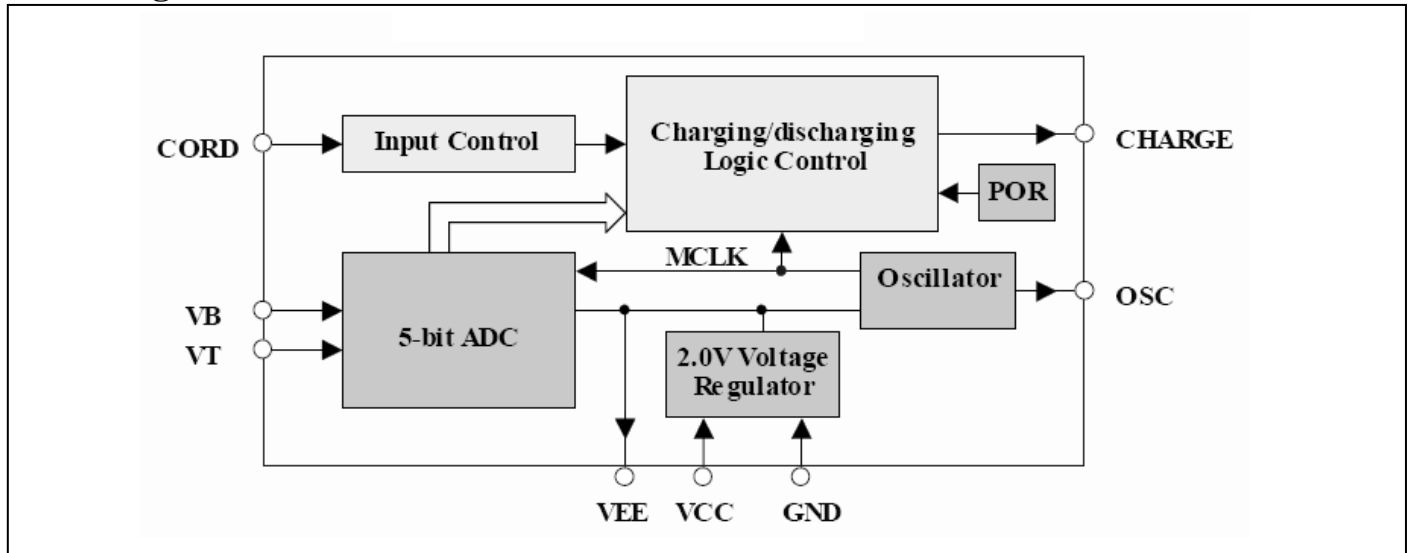 CORD
Input Control
Charging/discharging
Logic Control
CHARGE
POR
MCLK
Oscillator
OSC
VB
VT
5-bit ADC
2.0V Voltage
Regulator
VEE
VCC
GND